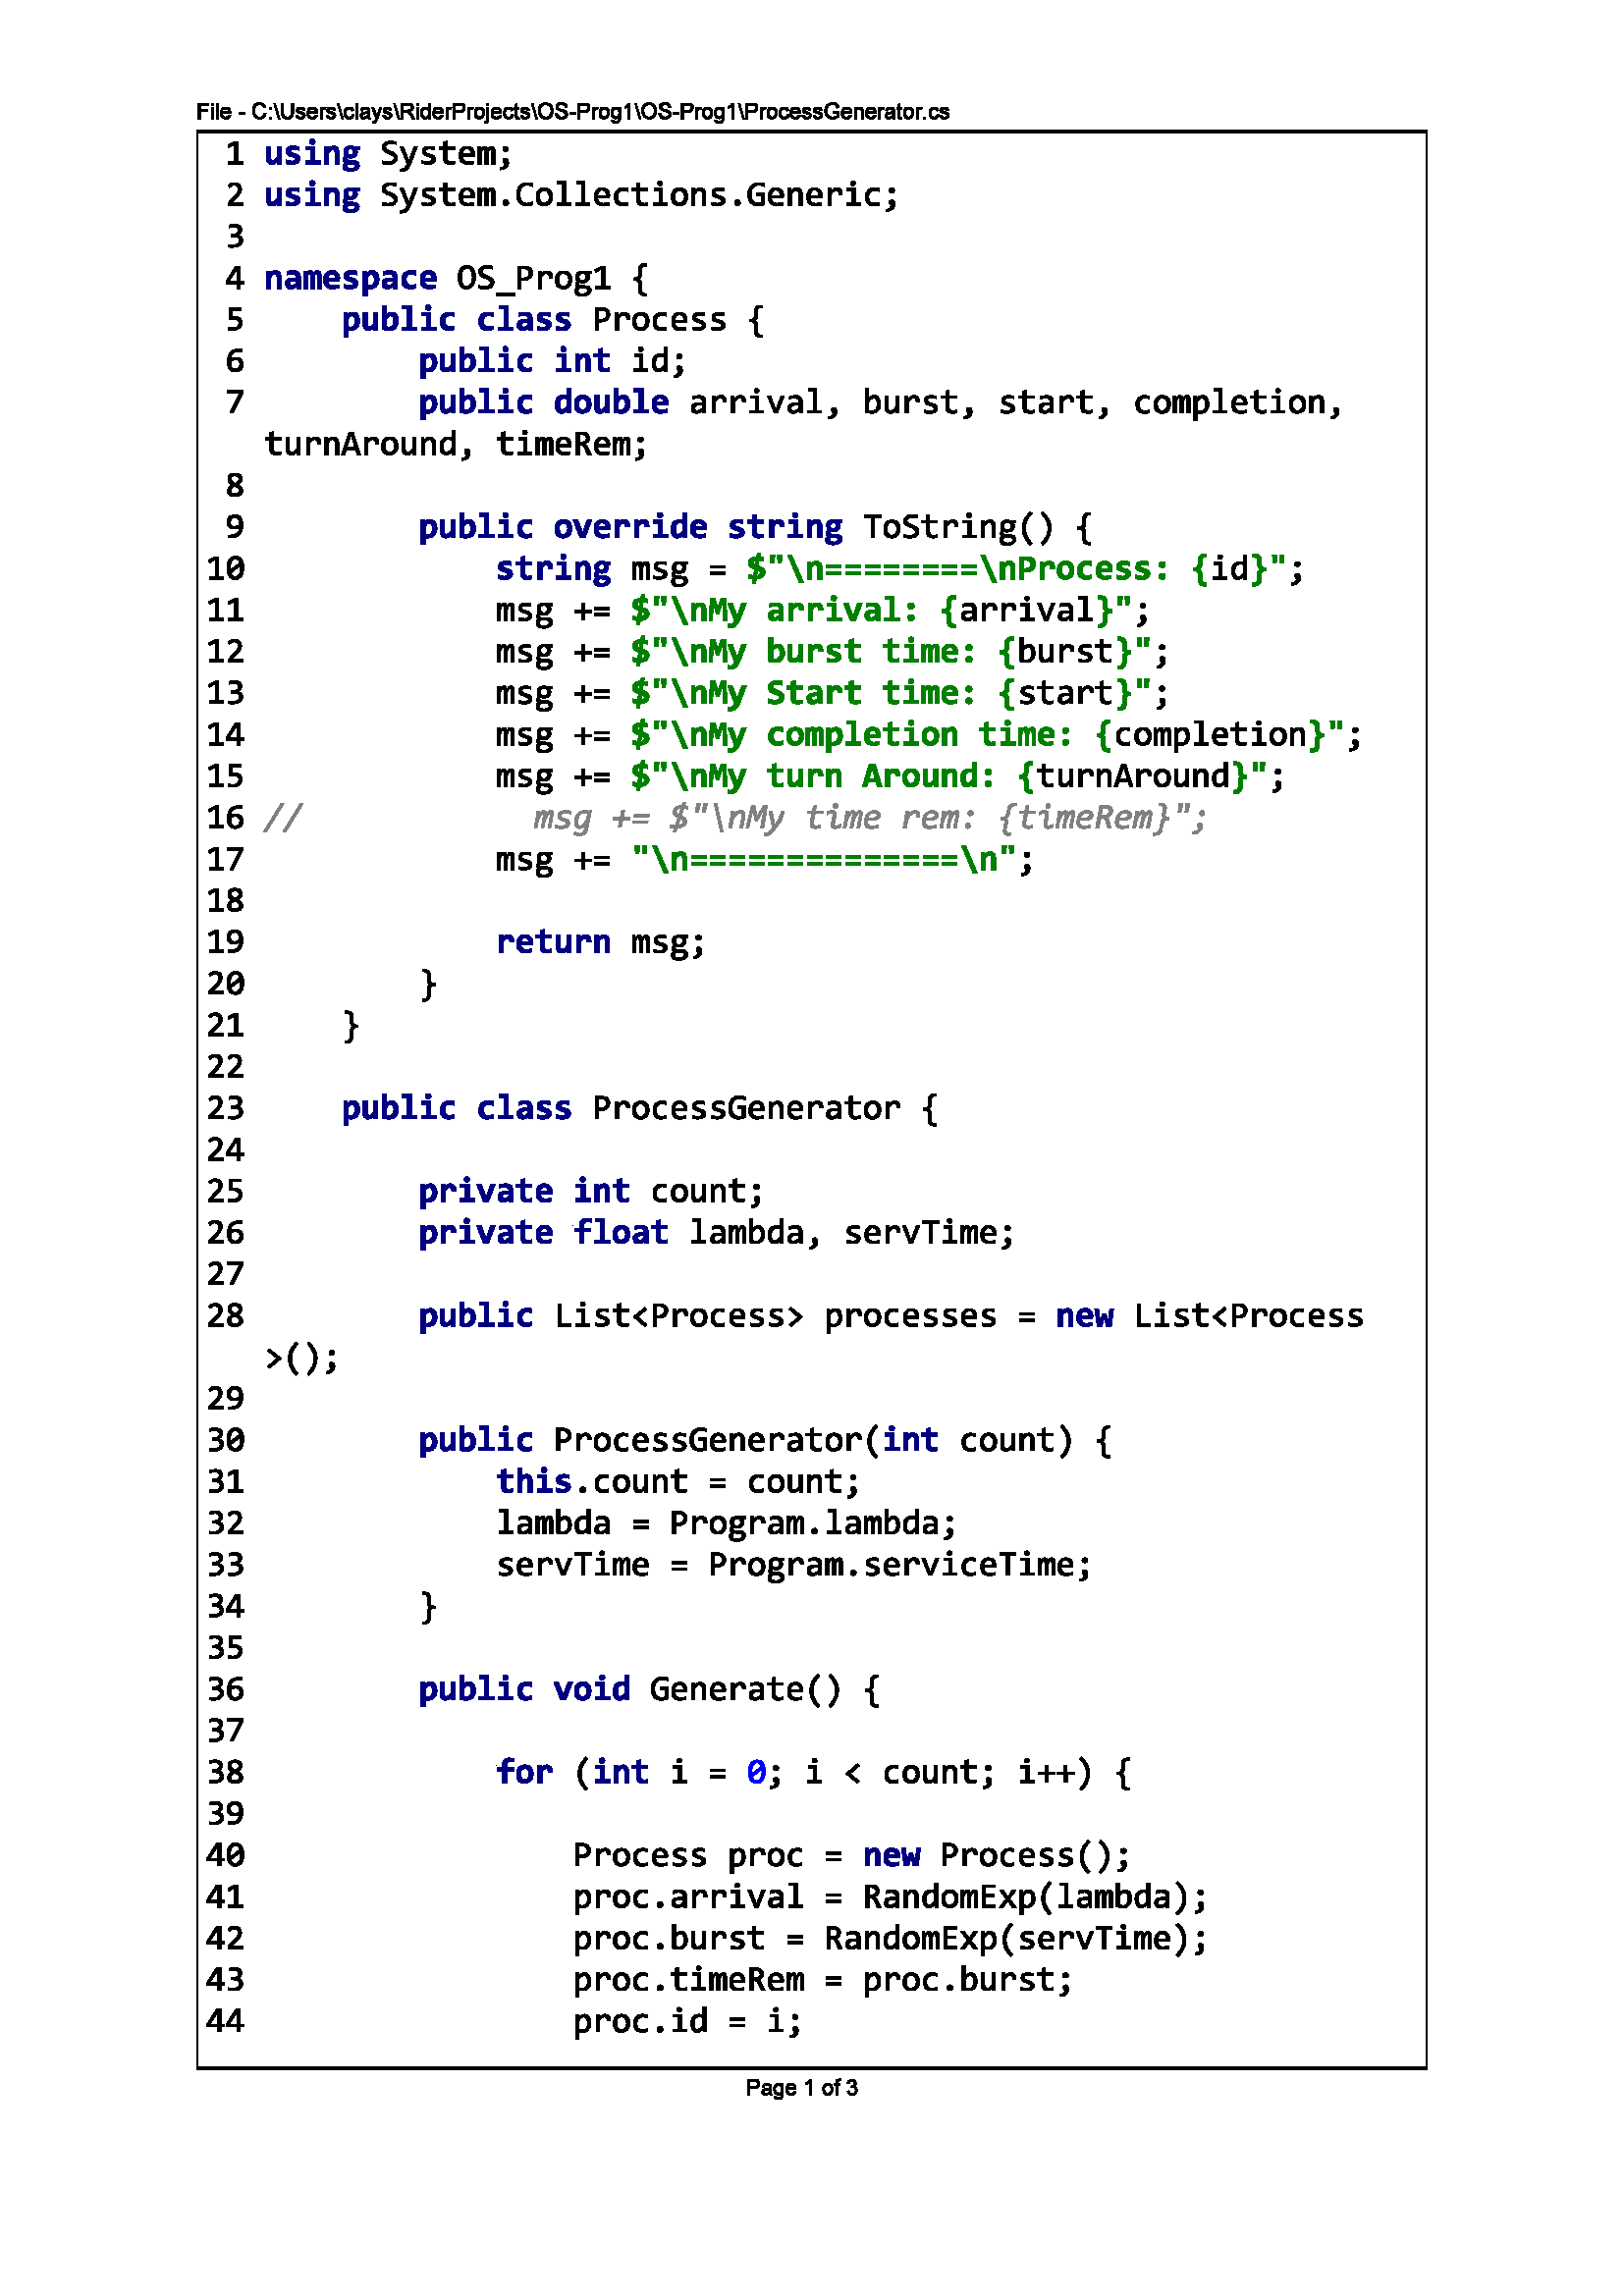 File - C:\Users\clays\RiderProjects\OS-Prog1\OS-Prog1\ProcessGenerator.cs
1 using System;
2 using System.Collections.Generic;
3
4 namespace OS_Prog1 {
5     public class Process {
6         public int id;
7         public double arrival, burst, start, completion,
turnAround, timeRem;
8
9         public override string ToString() {
10             string msg = $"\n========\nProcess: {id}";
11             msg += $"\nMy arrival: {arrival}";
12             msg += $"\nMy burst time: {burst}";
13             msg += $"\nMy Start time: {start}";
14             msg += $"\nMy completion time: {completion}";
15             msg += $"\nMy turn Around: {turnAround}";
16 //            msg += $"\nMy time rem: {timeRem}";
17             msg += "\n==============\n";
18
19             return msg;
20         }
21     }
22
23     public class ProcessGenerator {
24
25         private int count;
26         private float lambda, servTime;
27
28         public List<Process> processes = new List<Process
>();
29
30         public ProcessGenerator(int count) {
31             this.count = count;
32             lambda = Program.lambda;
33             servTime = Program.serviceTime;
34         }
35
36         public void Generate() {
37
38             for (int i = 0; i < count; i++) {
39
40                 Process proc = new Process();
41                 proc.arrival = RandomExp(lambda);
42                 proc.burst = RandomExp(servTime);
43                 proc.timeRem = proc.burst;
44                 proc.id = i;
Page 1 of 3